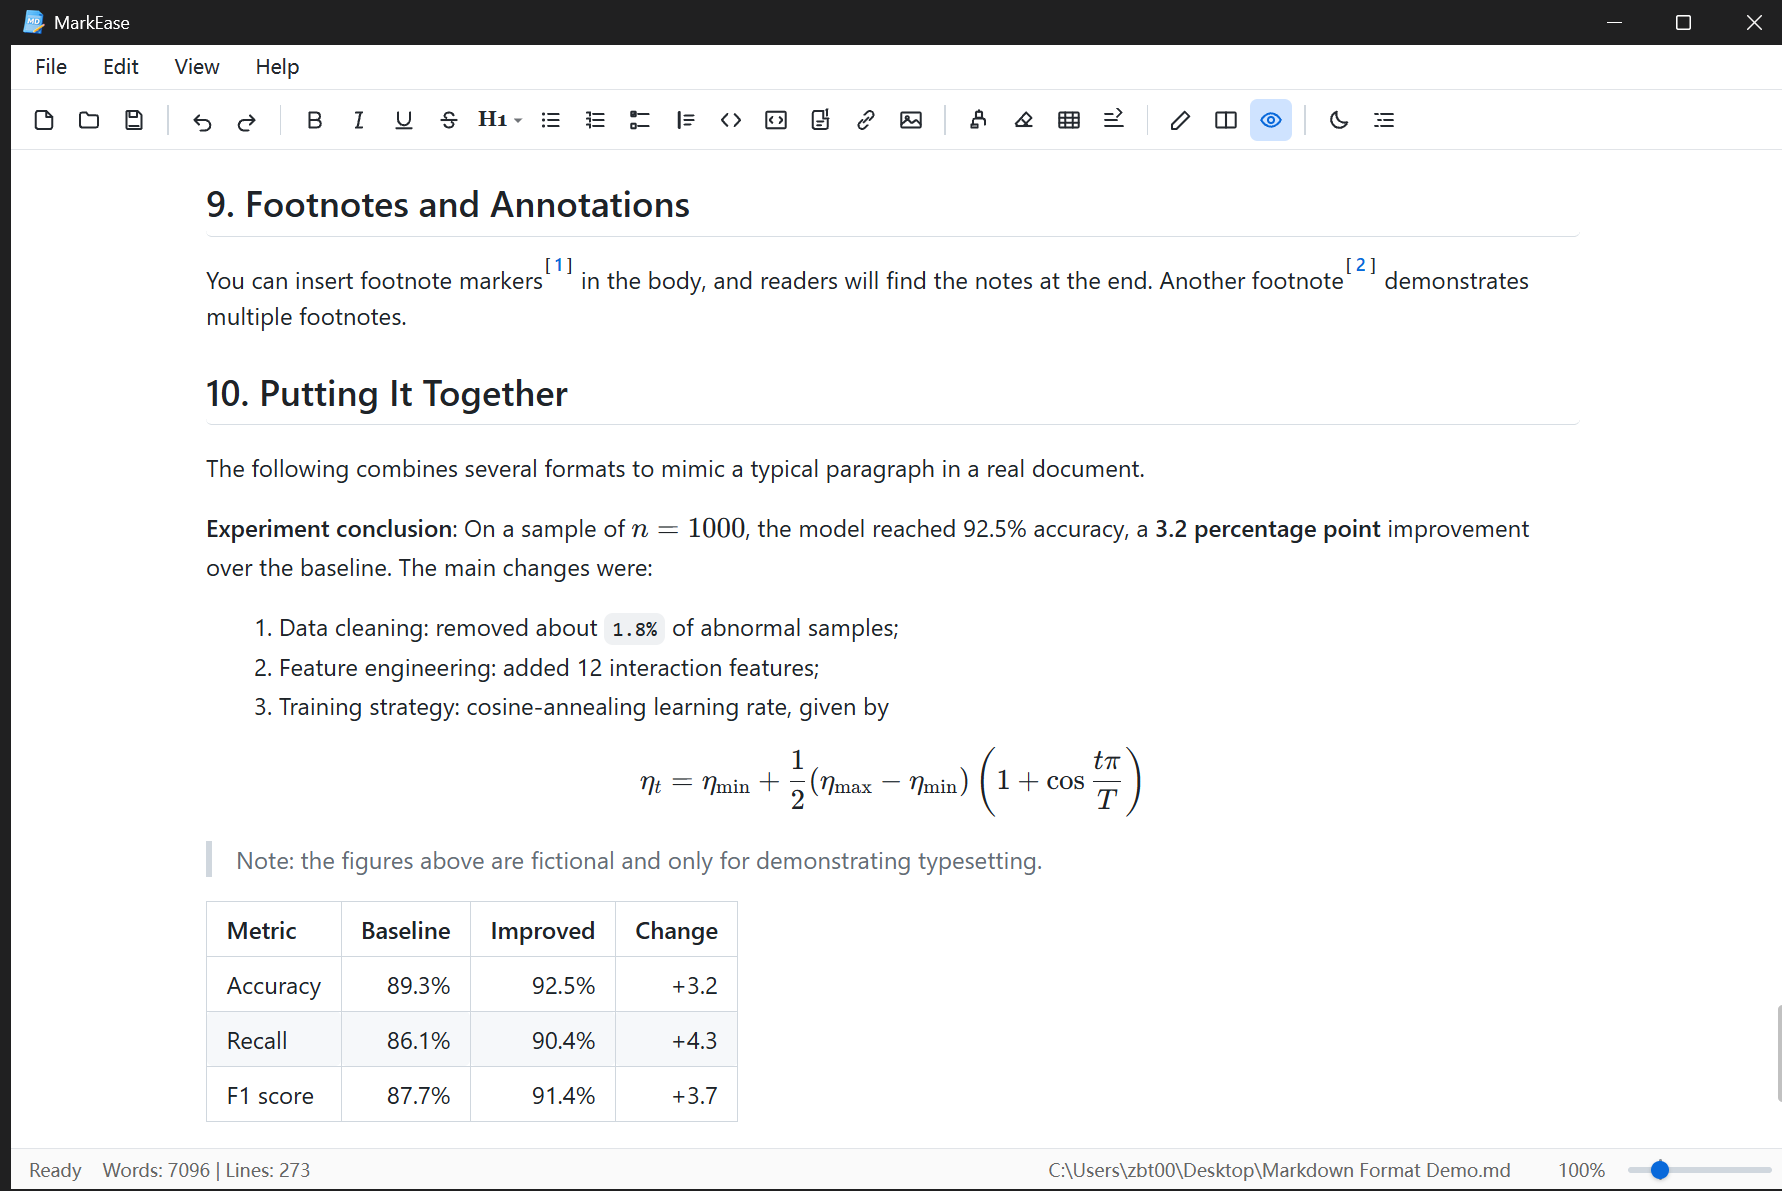 MarkEase
File Edit View Help
B I U S H1
9. Footnotes and Annotations
You can insert footnote markers[1] in the body, and readers will find the notes at the end. Another footnote[2] demonstrates
multiple footnotes.
10. Putting It Together
The following combines several formats to mimic a typical paragraph in a real document.
Experiment conclusion: On a sample of n = 1000, the model reached 92.5% accuracy, a 3.2 percentage point improvement
over the baseline. The main changes were:
1. Data cleaning: removed about 1.8% of abnormal samples;
2. Feature engineering: added 12 interaction features;
3. Training strategy: cosine-annealing learning rate, given by
η_t = η_min + 1/2 (η_max − η_min) (1 + cos tπ/T)
Note: the figures above are fictional and only for demonstrating typesetting.
Metric Baseline Improved Change
Accuracy 89.3% 92.5% +3.2
Recall 86.1% 90.4% +4.3
F1 score 87.7% 91.4% +3.7
Ready Words: 7096 | Lines: 273 C:\Users\zbt00\Desktop\Markdown Format Demo.md 100%